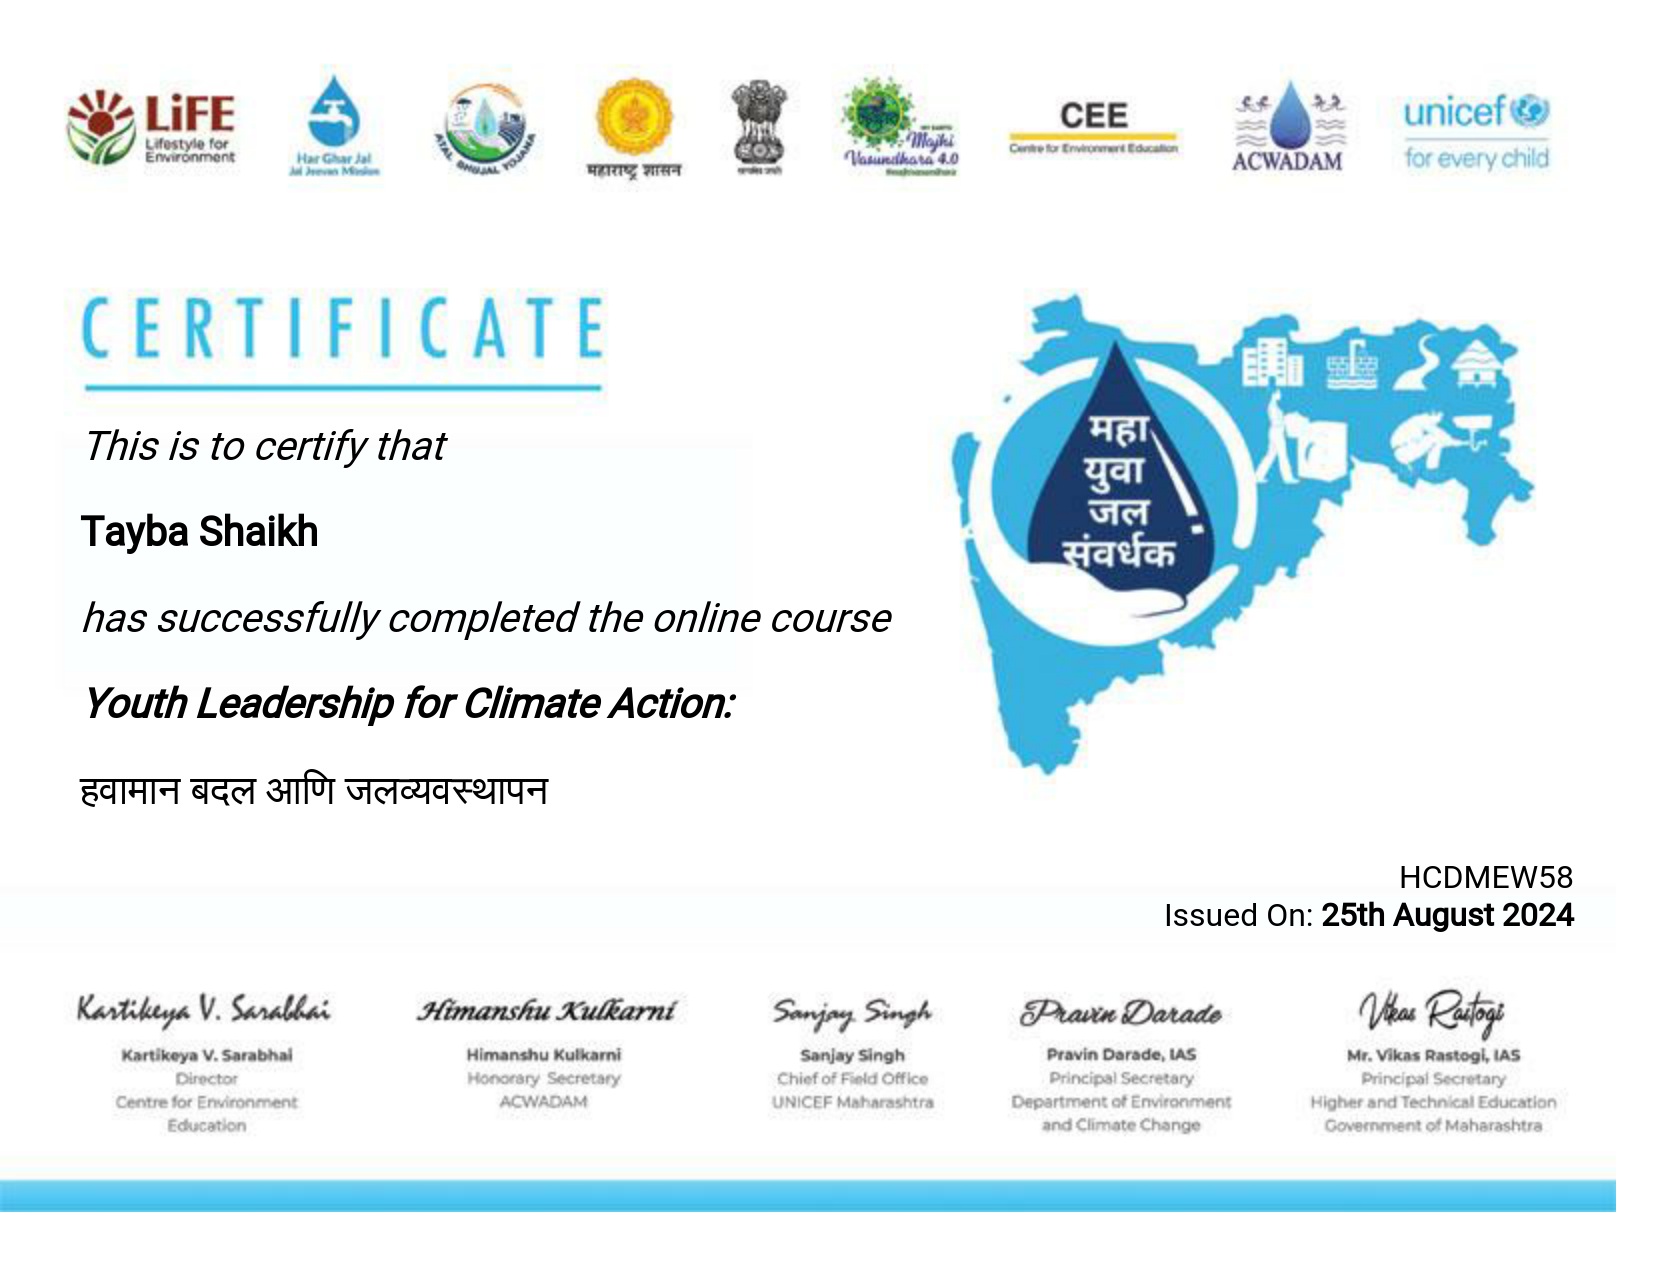 LiFE
Lifestyle for
Environment
Har Ghar Jal
Jal Jeevan Mission
ATAL BHUJAL YOJANA
महाराष्ट्र शासन
सत्यमेव जयते
Majhi
Vasundhara 4.0
#majhivasundhara
CEE
Centre for Environment Education
ACWADAM
unicef
for every child
CERTIFICATE
This is to certify that
Tayba Shaikh
has successfully completed the online course
Youth Leadership for Climate Action:
हवामान बदल आणि जलव्यवस्थापन
महा
युवा
जल
संवर्धक
HCDMEW58
Issued On: 25th August 2024
Kartikeya V. Sarabhai
Himanshu Kulkarni
Sanjay Singh
Pravin Darade
Vikas Rastogi
Kartikeya V. Sarabhai
Director
Centre for Environment
Education
Himanshu Kulkarni
Honorary Secretary
ACWADAM
Sanjay Singh
Chief of Field Office
UNICEF Maharashtra
Pravin Darade, IAS
Principal Secretary
Department of Environment
and Climate Change
Mr. Vikas Rastogi, IAS
Principal Secretary
Higher and Technical Education
Government of Maharashtra